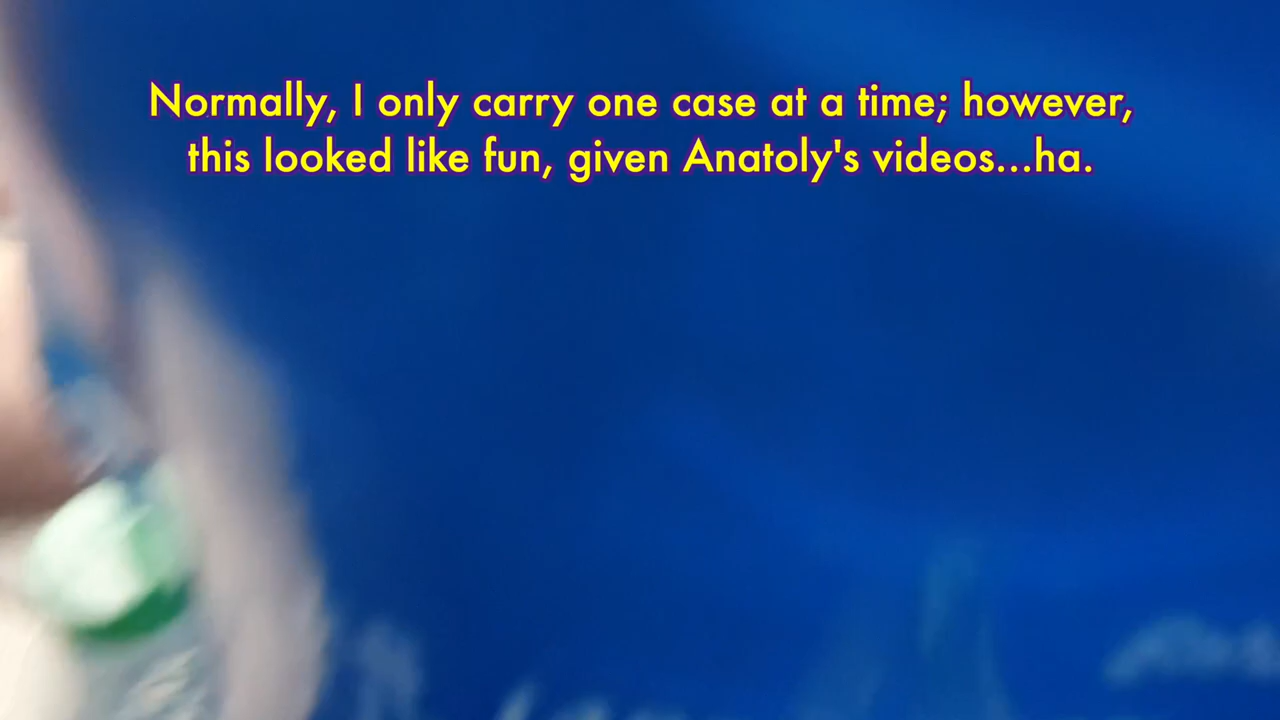 Normally, I only carry one case at a time; however,
this looked like fun, given Anatoly's videos...ha.